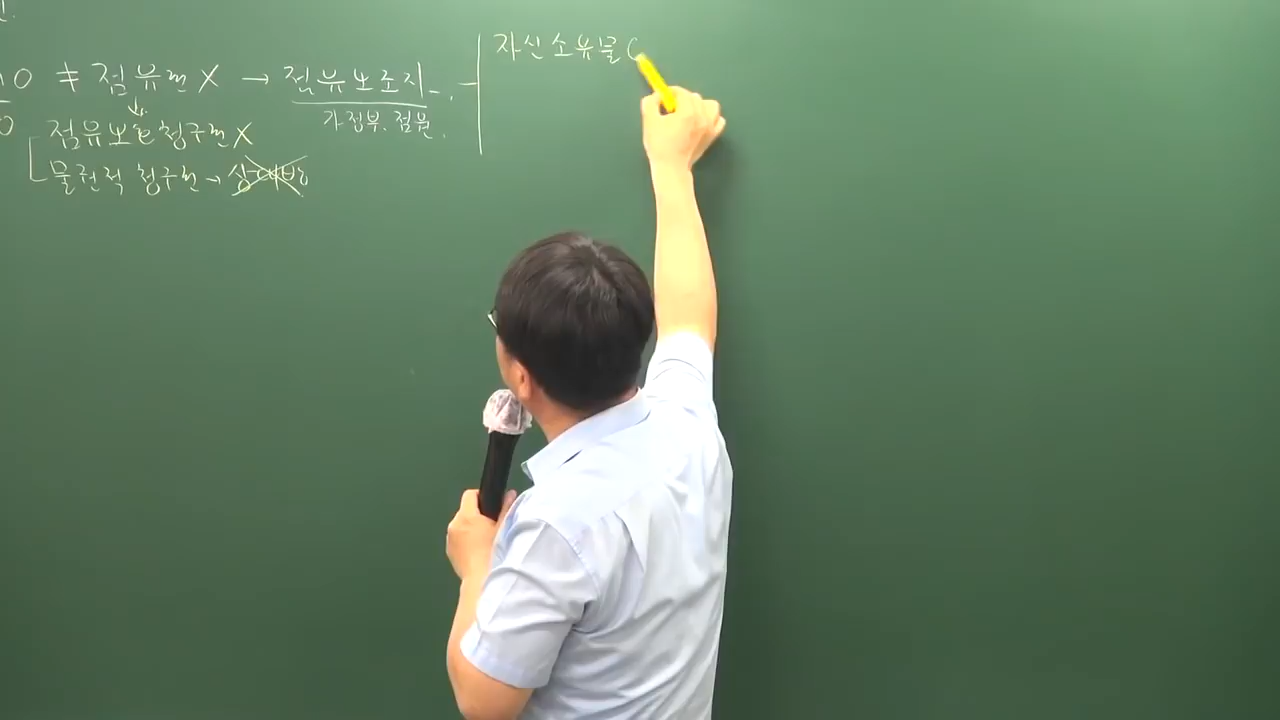 자신소유물(
10 ≠ 점유권 X → 점유보조자 -
가정부. 점원.
점유보호청구권 X
물권적 청구권 →